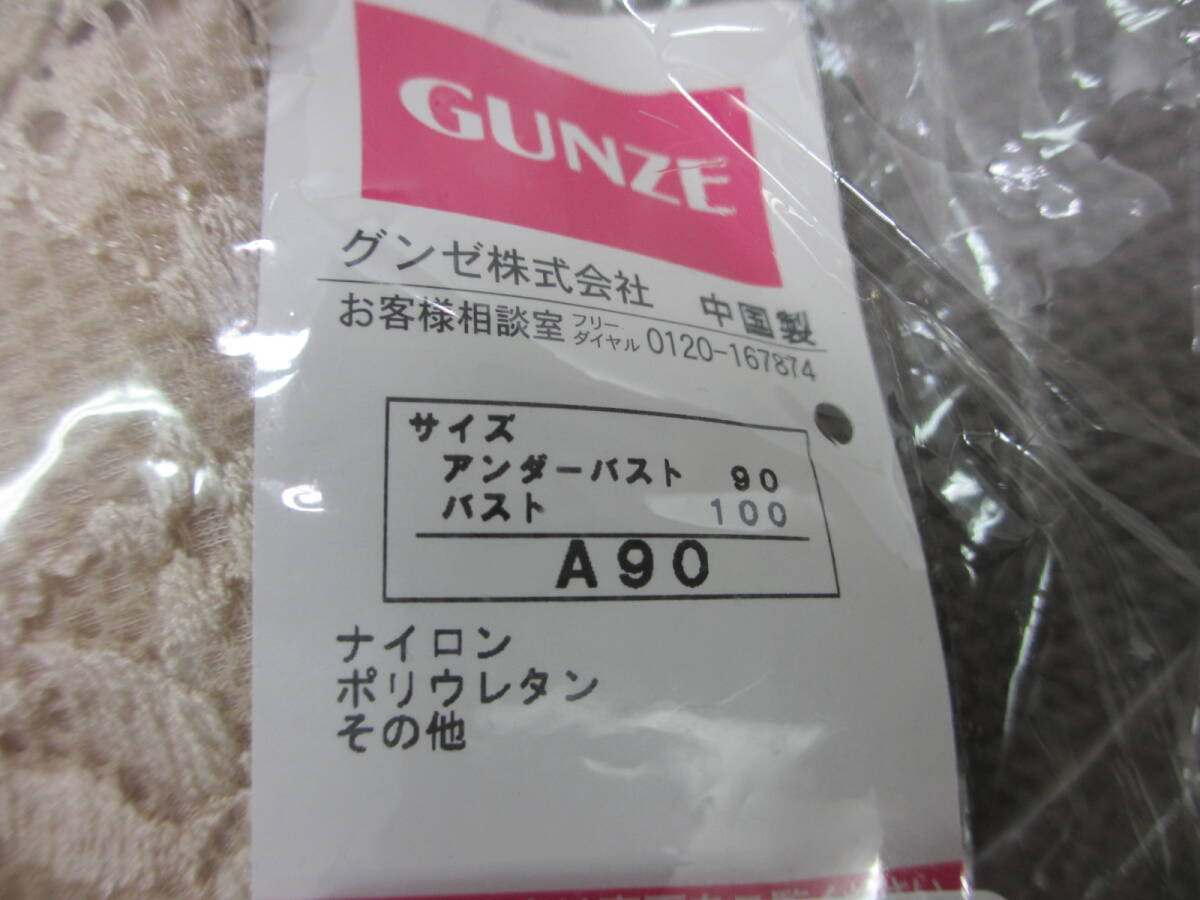 GUNZE
グンゼ株式会社 中国製
お客様相談室 フリーダイヤル 0120-167874
サイズ
アンダーバスト 90
バスト 100
A90
ナイロン
ポリウレタン
その他